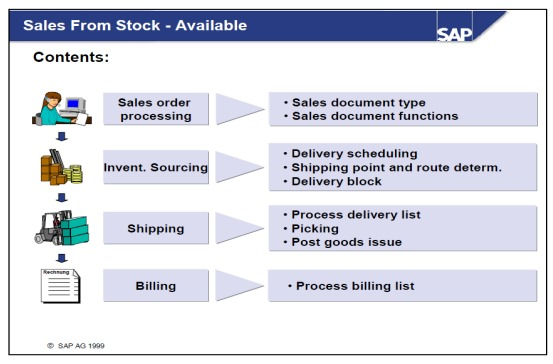 Sales From Stock - Available
SAP
Contents:
Sales order
processing
• Sales document type
• Sales document functions
Invent. Sourcing
• Delivery scheduling
• Shipping point and route determ.
• Delivery block
Shipping
• Process delivery list
• Picking
• Post goods issue
Rechnung
Billing
• Process billing list
© SAP AG 1999